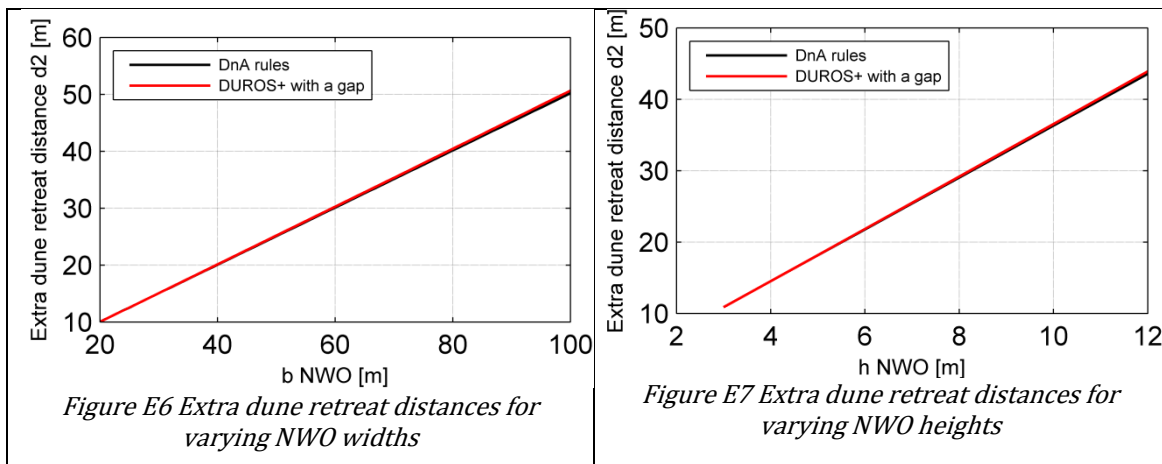 Extra dune retreat distance d2 [m]
60
50
40
30
20
10
DnA rules
DUROS+ with a gap
20 40 60 80 100
b NWO [m]
Figure E6 Extra dune retreat distances for
varying NWO widths
Extra dune retreat distance d2 [m]
50
40
30
20
10
DnA rules
DUROS+ with a gap
2 4 6 8 10 12
h NWO [m]
Figure E7 Extra dune retreat distances for
varying NWO heights